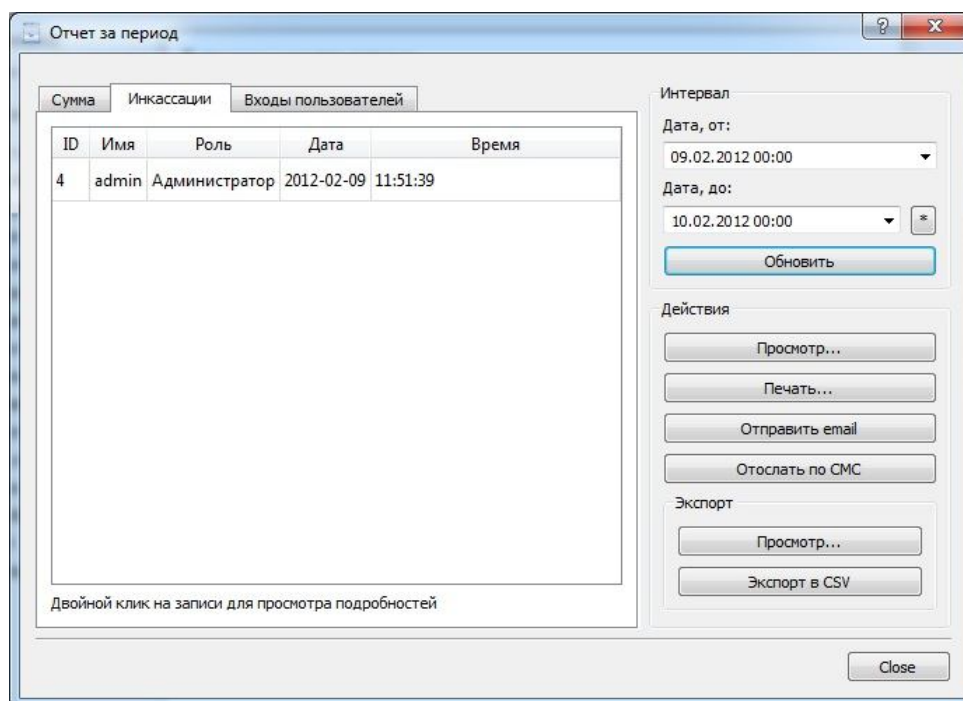 Отчет за период
Сумма Инкассации Входы пользователей
ID Имя Роль Дата Время
4 admin Администратор 2012-02-09 11:51:39
Двойной клик на записи для просмотра подробностей
Интервал
Дата, от:
09.02.2012 00:00
Дата, до:
10.02.2012 00:00 *
Обновить
Действия
Просмотр...
Печать...
Отправить email
Отослать по СМС
Экспорт
Просмотр...
Экспорт в CSV
Close